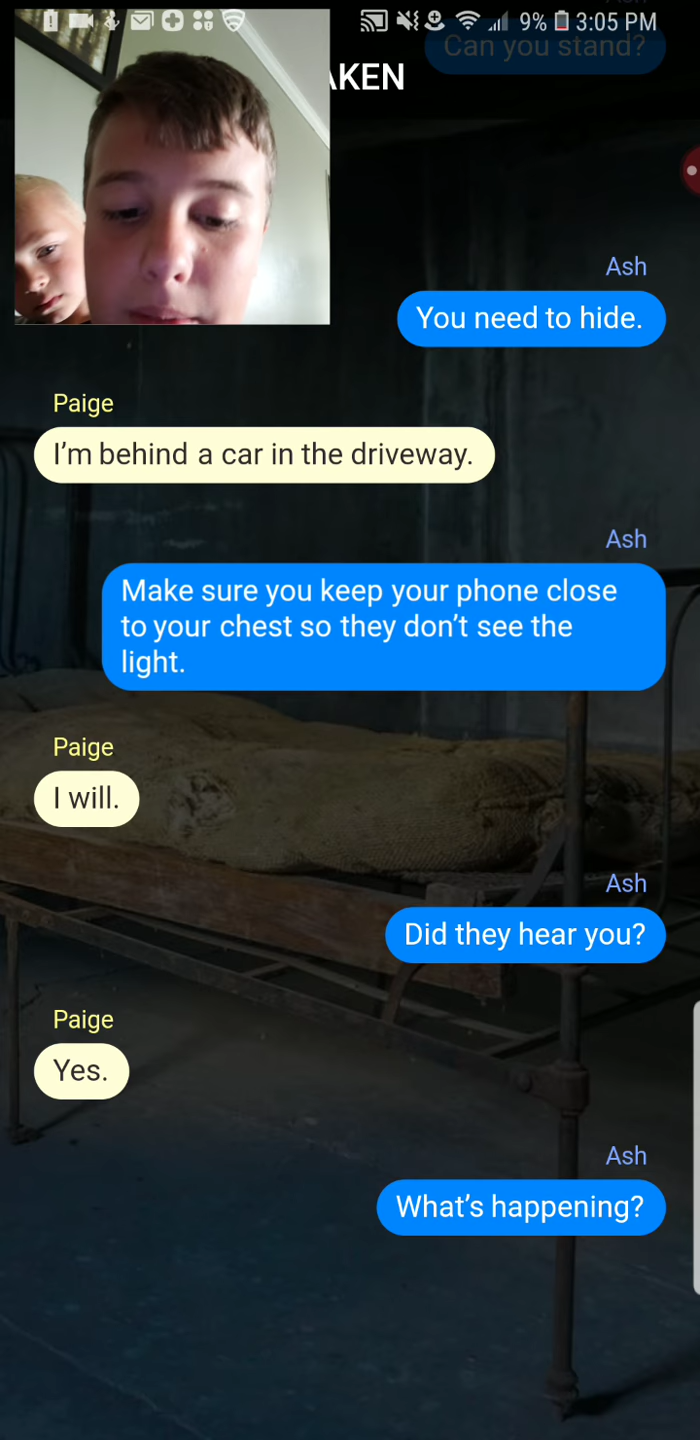 9% 3:05 PM
Can you stand?
AKEN
Ash
You need to hide.
Paige
I'm behind a car in the driveway.
Ash
Make sure you keep your phone close
to your chest so they don't see the
light.
Paige
I will.
Ash
Did they hear you?
Paige
Yes.
Ash
What's happening?